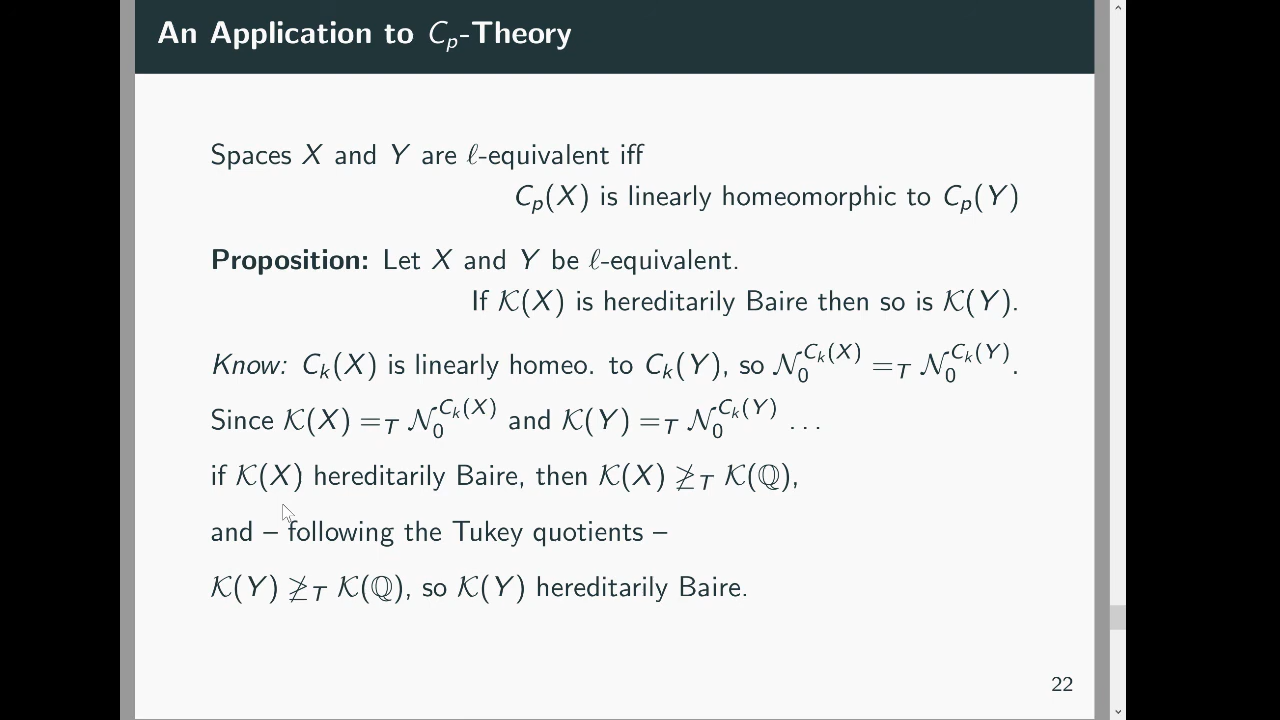 An Application to Cₚ-Theory
Spaces X and Y are ℓ-equivalent iff
Cₚ(X) is linearly homeomorphic to Cₚ(Y)
Proposition: Let X and Y be ℓ-equivalent.
If 𝒦(X) is hereditarily Baire then so is 𝒦(Y).
Know: Cₖ(X) is linearly homeo. to Cₖ(Y), so 𝒩₀^{Cₖ(X)} =_T 𝒩₀^{Cₖ(Y)}.
Since 𝒦(X) =_T 𝒩₀^{Cₖ(X)} and 𝒦(Y) =_T 𝒩₀^{Cₖ(Y)} ...
if 𝒦(X) hereditarily Baire, then 𝒦(X) ≱_T 𝒦(ℚ),
and – following the Tukey quotients –
𝒦(Y) ≱_T 𝒦(ℚ), so 𝒦(Y) hereditarily Baire.
22